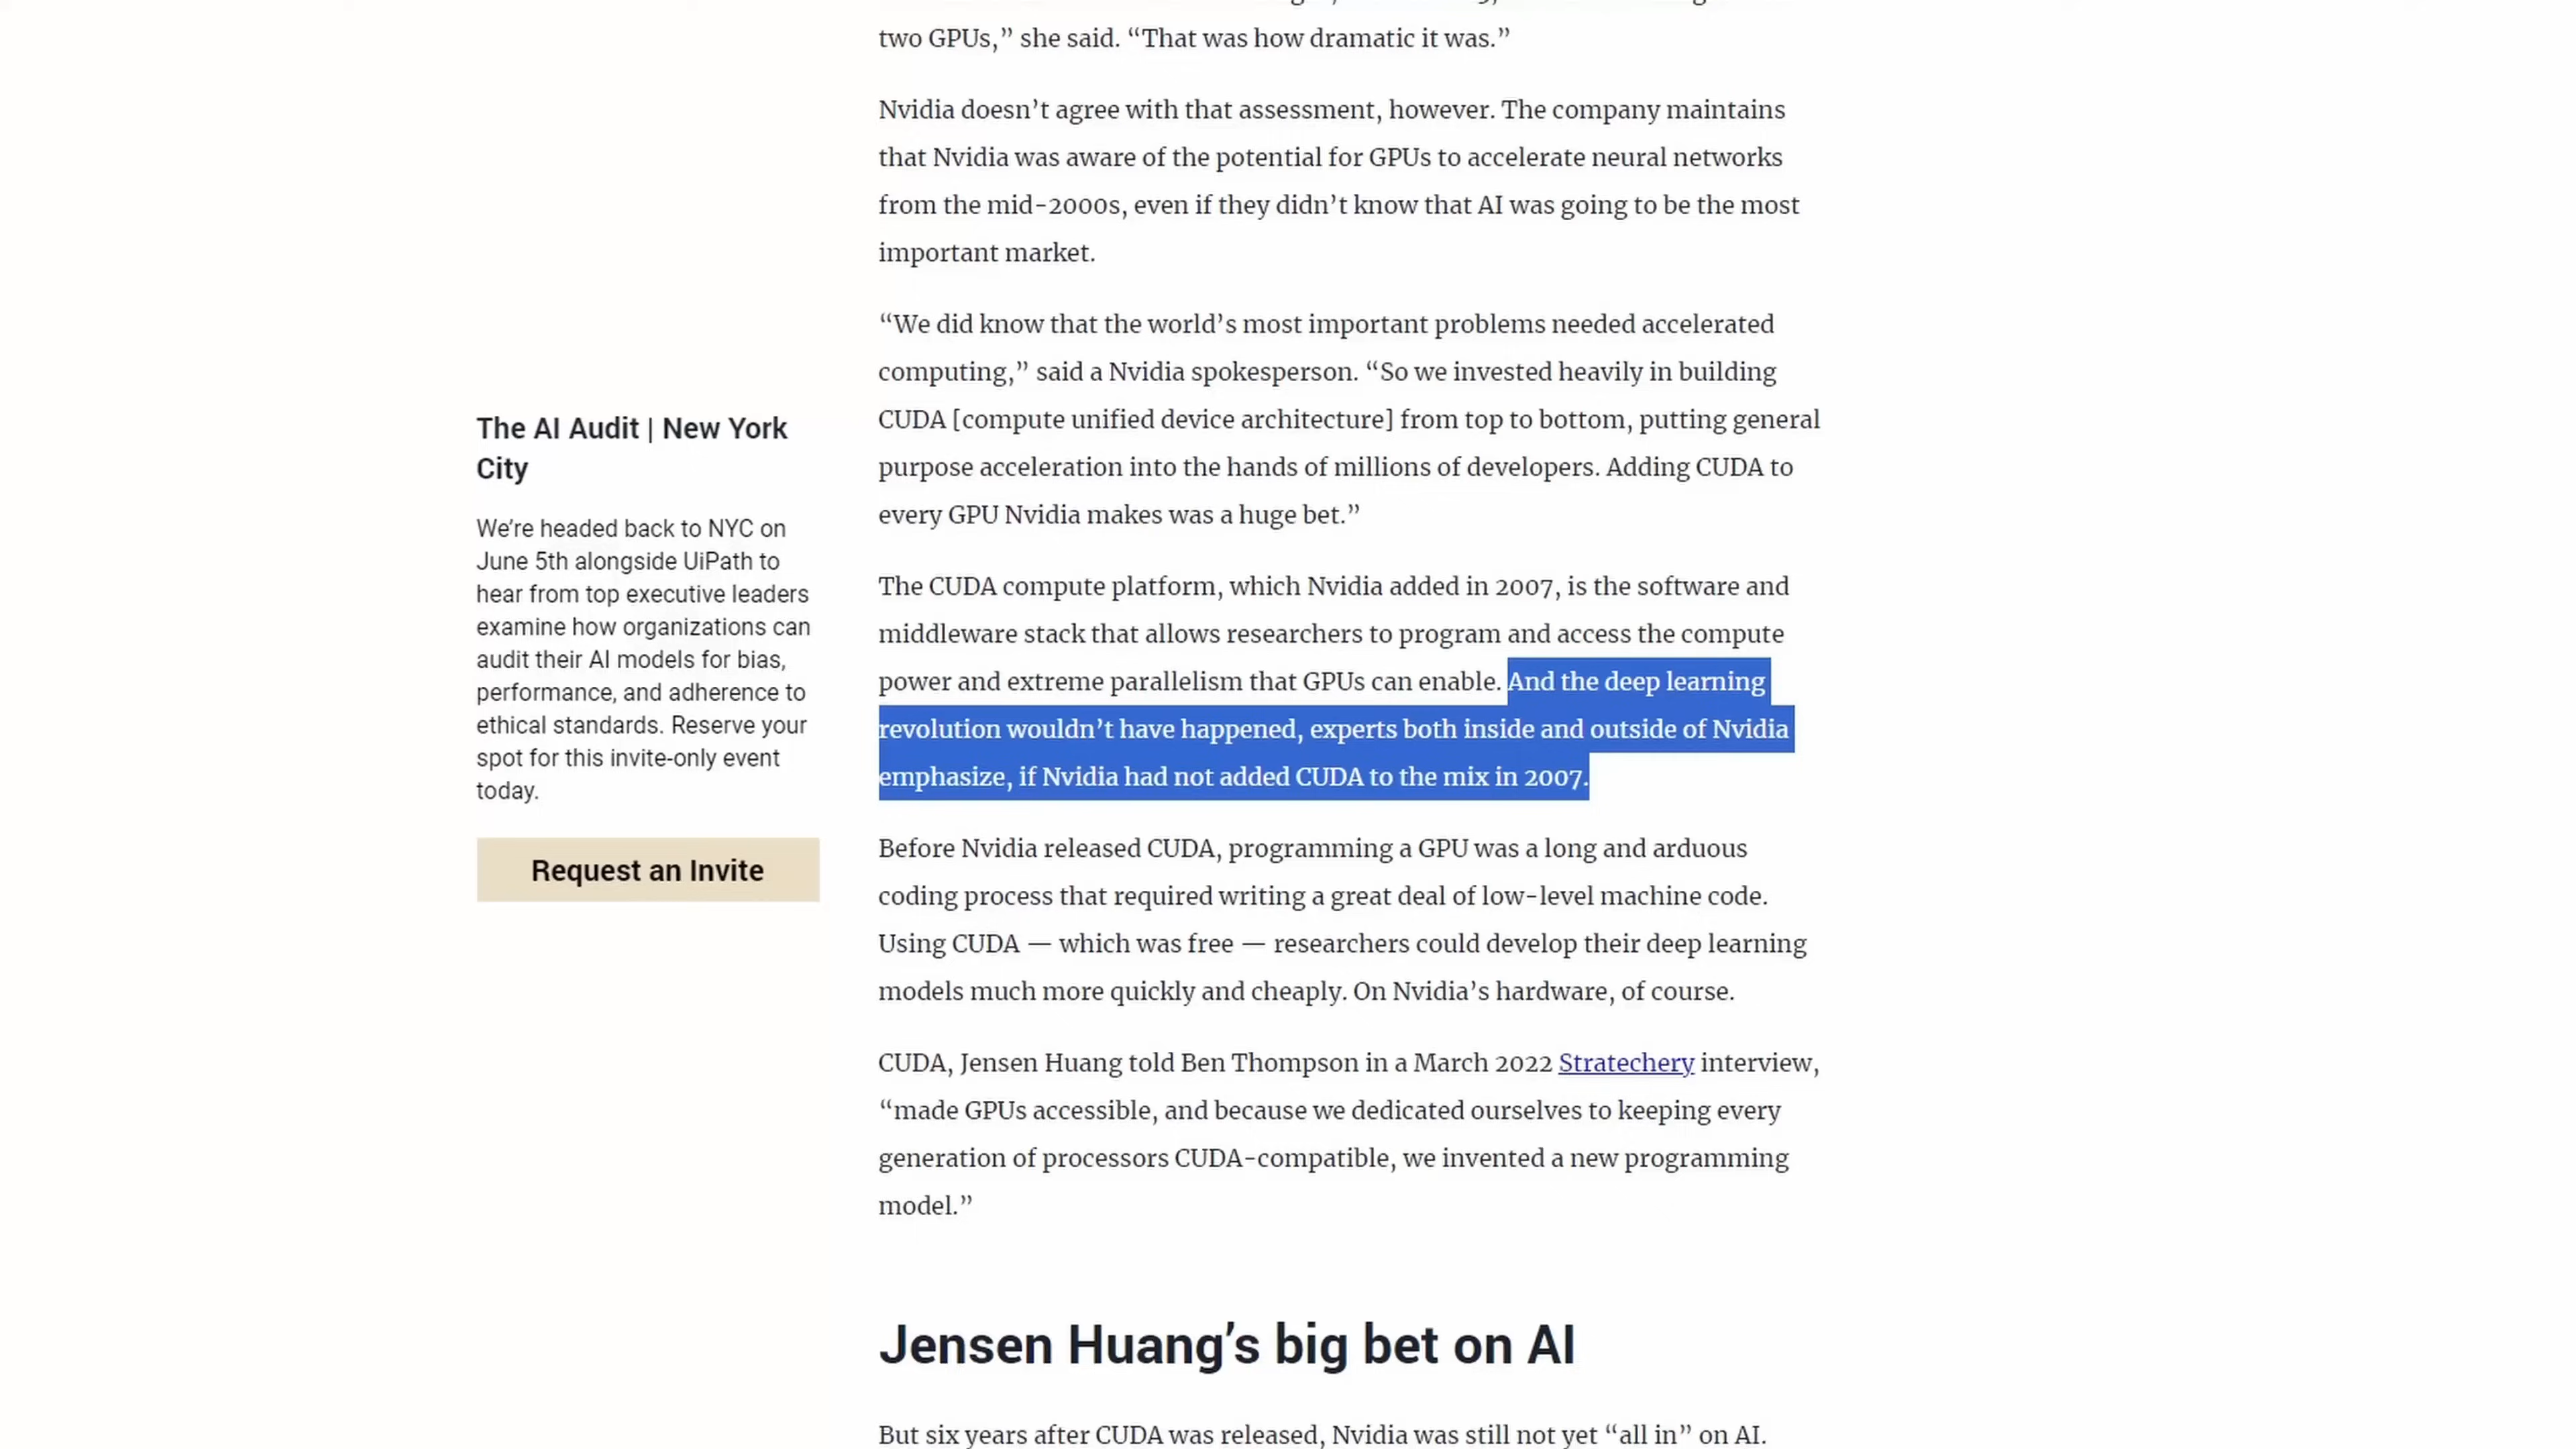 two GPUs,” she said. “That was how dramatic it was.”
Nvidia doesn’t agree with that assessment, however. The company maintains
that Nvidia was aware of the potential for GPUs to accelerate neural networks
from the mid-2000s, even if they didn’t know that AI was going to be the most
important market.
“We did know that the world’s most important problems needed accelerated
computing,” said a Nvidia spokesperson. “So we invested heavily in building
CUDA [compute unified device architecture] from top to bottom, putting general
purpose acceleration into the hands of millions of developers. Adding CUDA to
every GPU Nvidia makes was a huge bet.”
The CUDA compute platform, which Nvidia added in 2007, is the software and
middleware stack that allows researchers to program and access the compute
power and extreme parallelism that GPUs can enable. And the deep learning
revolution wouldn’t have happened, experts both inside and outside of Nvidia
emphasize, if Nvidia had not added CUDA to the mix in 2007.
Before Nvidia released CUDA, programming a GPU was a long and arduous
coding process that required writing a great deal of low-level machine code.
Using CUDA — which was free — researchers could develop their deep learning
models much more quickly and cheaply. On Nvidia’s hardware, of course.
CUDA, Jensen Huang told Ben Thompson in a March 2022 Stratechery interview,
“made GPUs accessible, and because we dedicated ourselves to keeping every
generation of processors CUDA-compatible, we invented a new programming
model.”
Jensen Huang’s big bet on AI
But six years after CUDA was released, Nvidia was still not yet “all in” on AI.
The AI Audit | New York
City
We’re headed back to NYC on
June 5th alongside UiPath to
hear from top executive leaders
examine how organizations can
audit their AI models for bias,
performance, and adherence to
ethical standards. Reserve your
spot for this invite-only event
today.
Request an Invite